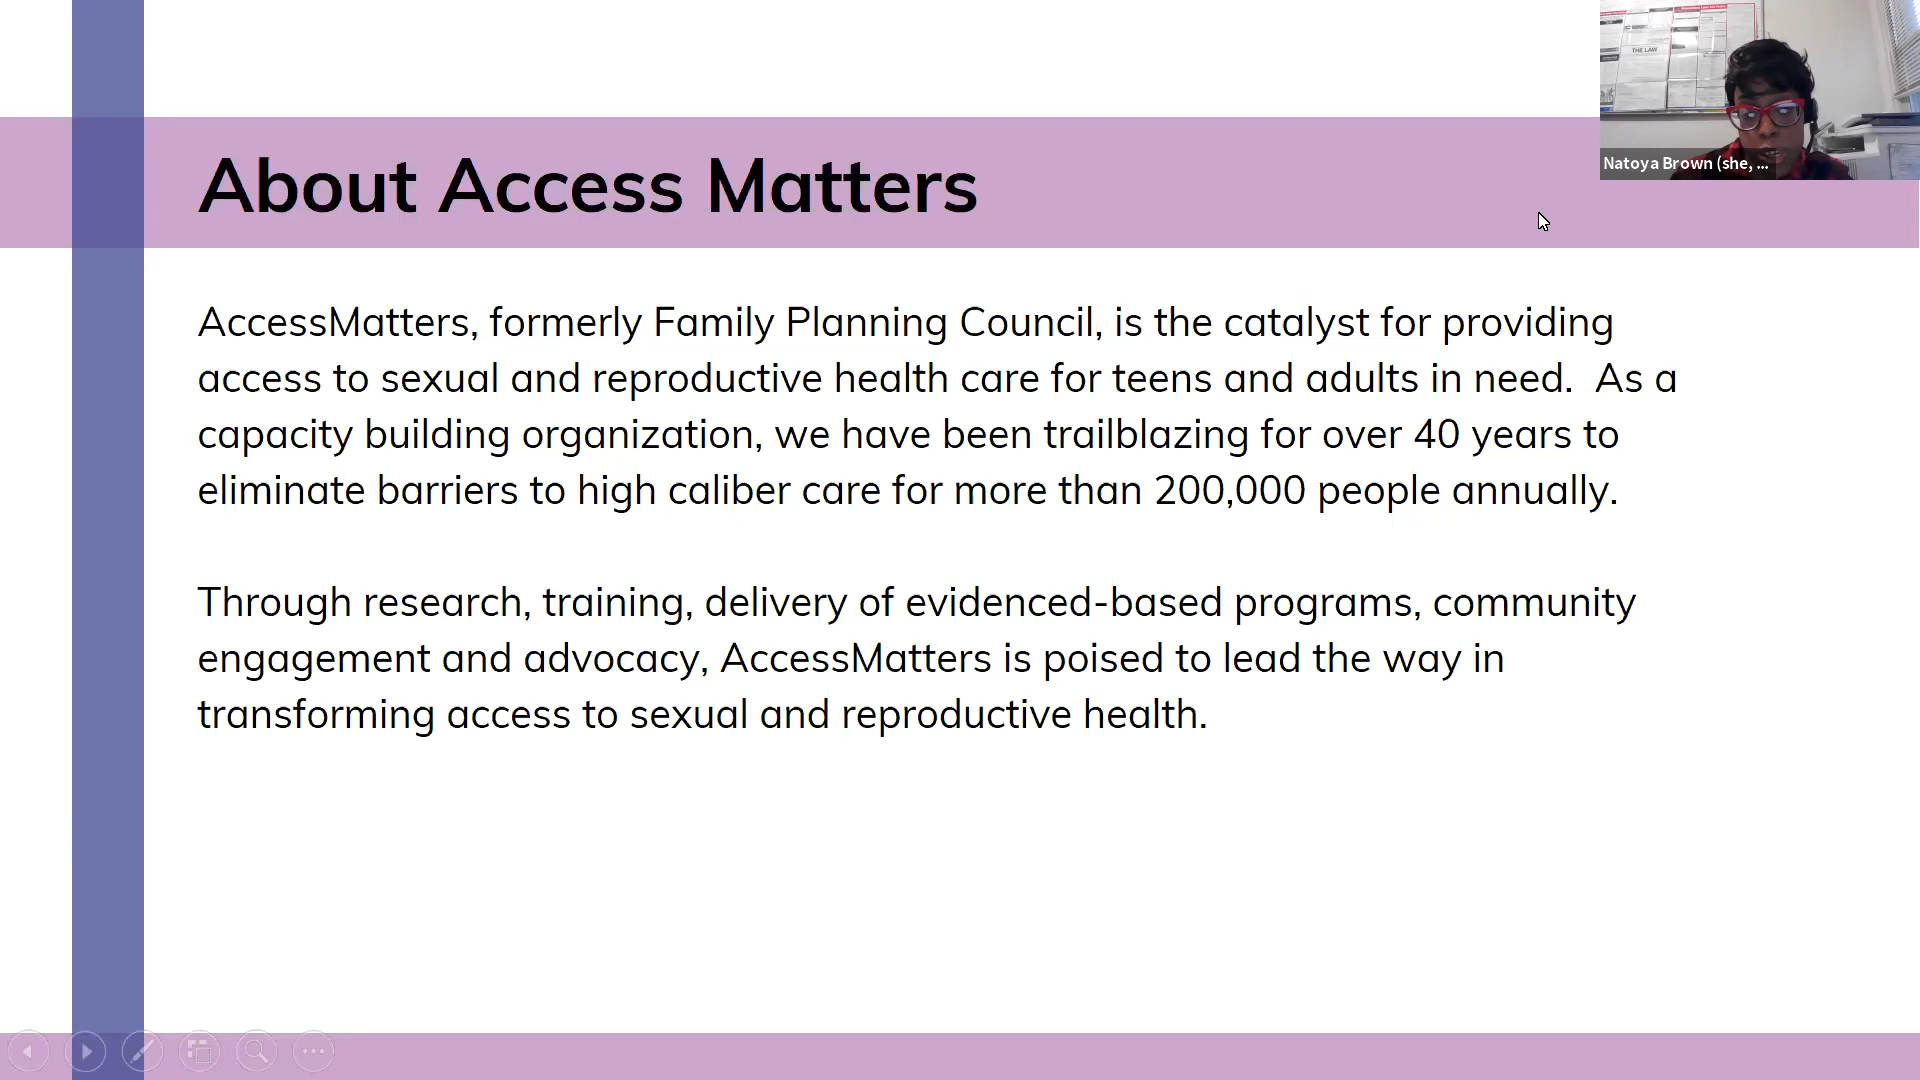 About Access Matters
THE LAW
Natoya Brown (she, ...
AccessMatters, formerly Family Planning Council, is the catalyst for providing
access to sexual and reproductive health care for teens and adults in need.  As a
capacity building organization, we have been trailblazing for over 40 years to
eliminate barriers to high caliber care for more than 200,000 people annually.
Through research, training, delivery of evidenced-based programs, community
engagement and advocacy, AccessMatters is poised to lead the way in
transforming access to sexual and reproductive health.